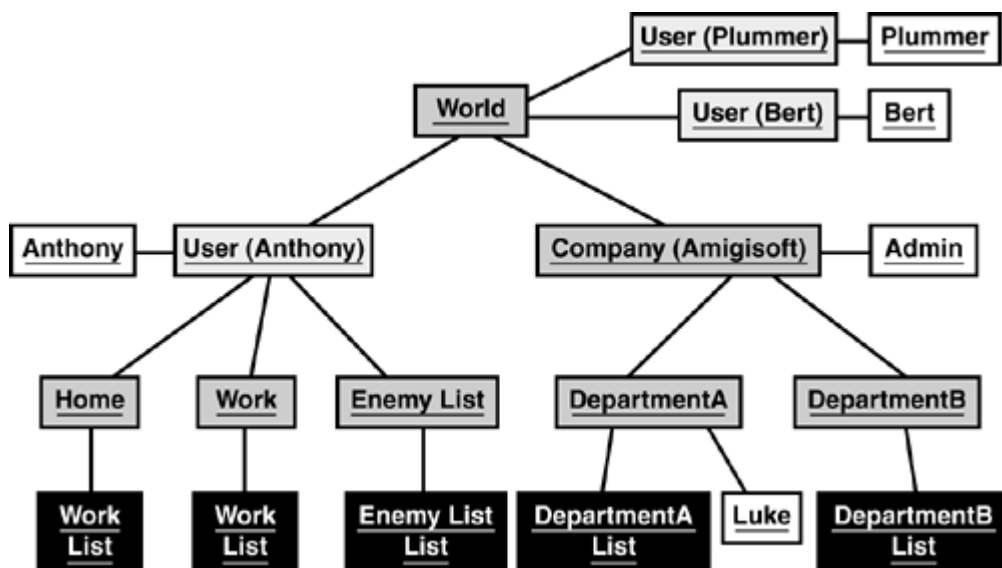 User (Plummer)
Plummer
World
User (Bert)
Bert
Anthony
User (Anthony)
Company (Amigisoft)
Admin
Home
Work
Enemy List
DepartmentA
DepartmentB
Work
List
Work
List
Enemy List
List
DepartmentA
List
Luke
DepartmentB
List